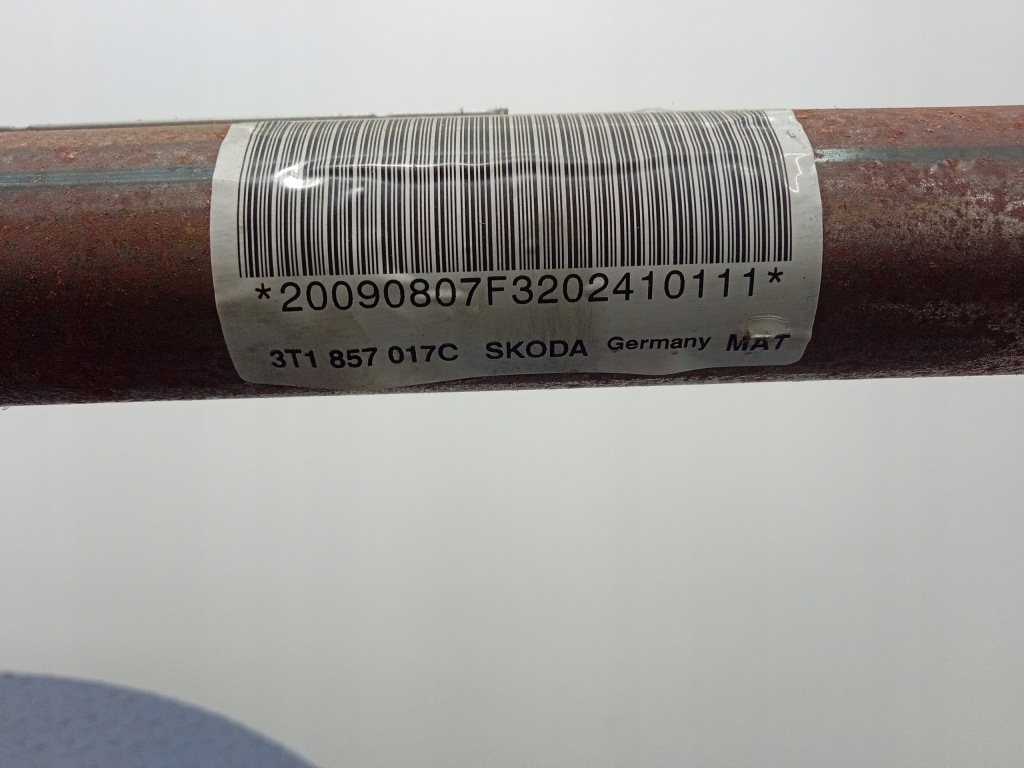 *20090807F3202410111*
3T1 857 017C SKODA Germany MAT